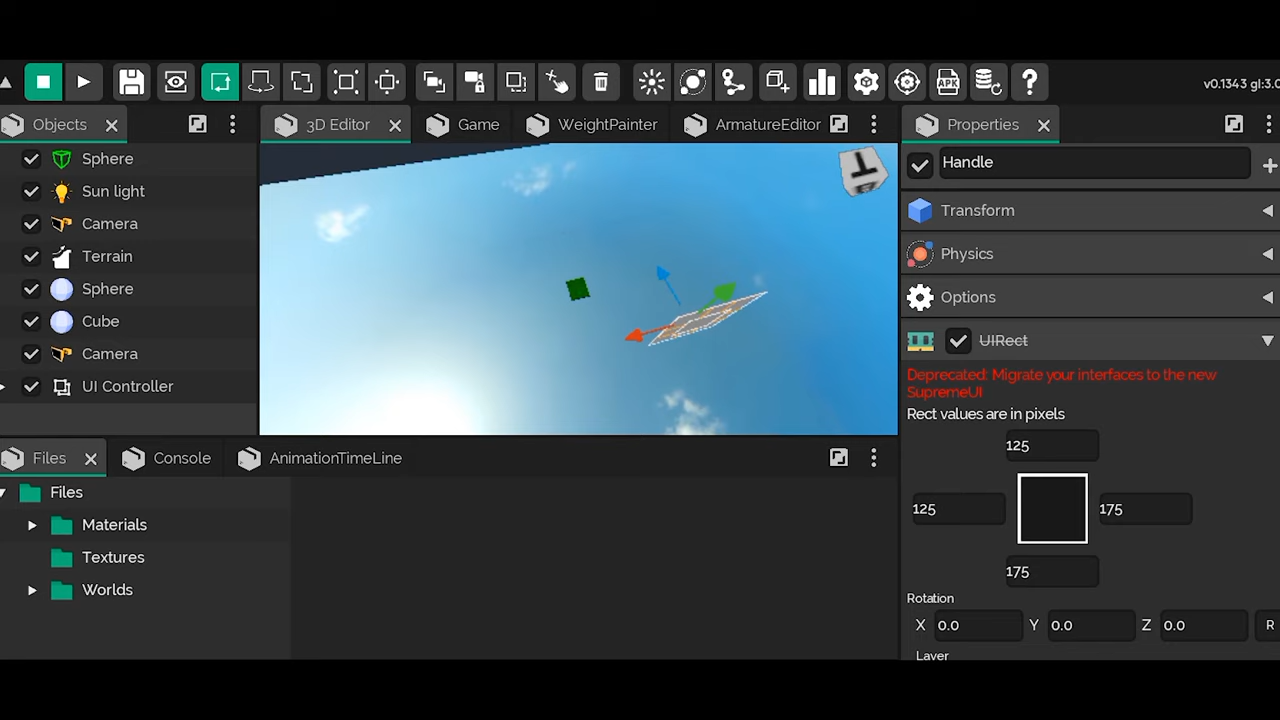 v0.1343 gl:3.0
Objects
3D Editor
Game
WeightPainter
ArmatureEditor
Properties
Sphere
Sun light
Camera
Terrain
Sphere
Cube
Camera
UI Controller
Handle
Transform
Physics
Options
UIRect
Deprecated: Migrate your interfaces to the new
SupremeUI
Rect values are in pixels
125
125
175
175
Rotation
X 0.0 Y 0.0 Z 0.0 R
Layer
Files
Console
AnimationTimeLine
Files
Materials
Textures
Worlds
APK